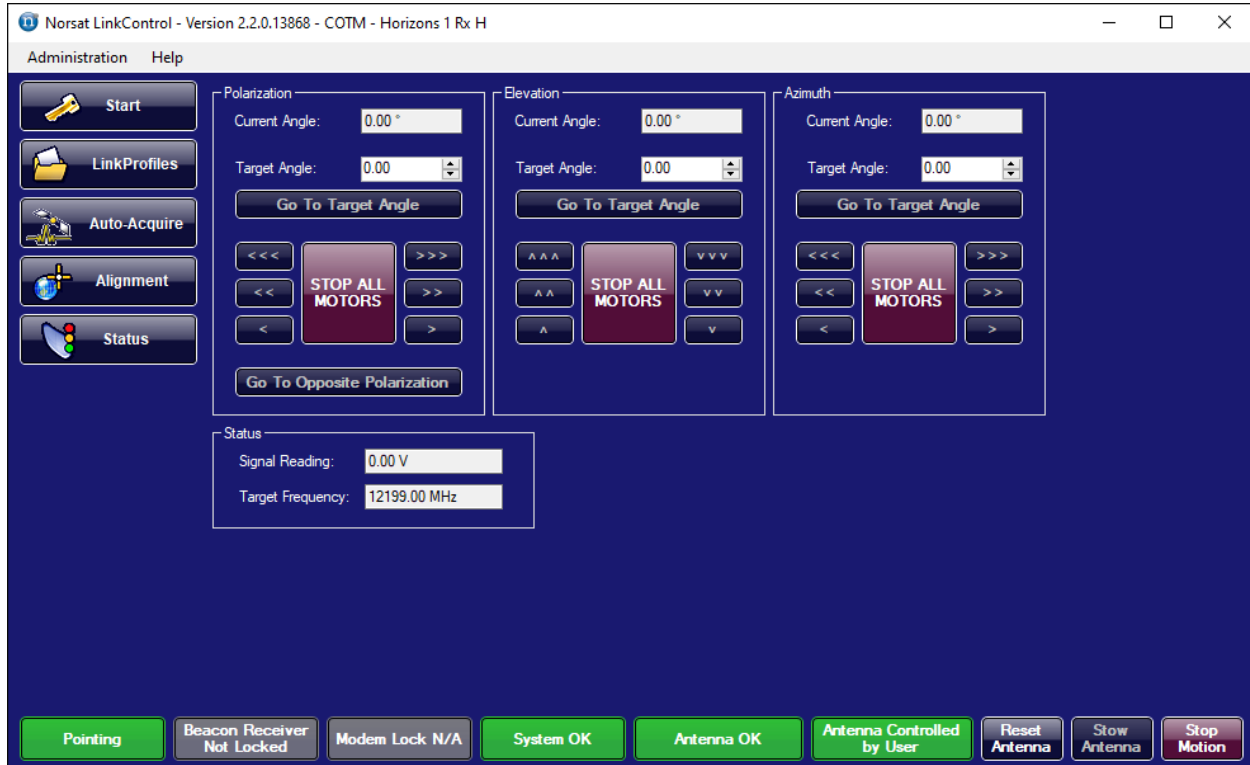 Norsat LinkControl - Version 2.2.0.13868 - COTM - Horizons 1 Rx H
Administration Help
Start
LinkProfiles
Auto-Acquire
Alignment
Status
Polarization
Current Angle: 0.00 °
Target Angle: 0.00
Go To Target Angle
<<< >>>
<< >>
< >
STOP ALL
MOTORS
Go To Opposite Polarization
Elevation
Current Angle: 0.00 °
Target Angle: 0.00
Go To Target Angle
^ ^ ^ v v v
^ ^ v v
^ v
STOP ALL
MOTORS
Azimuth
Current Angle: 0.00 °
Target Angle: 0.00
Go To Target Angle
<<< >>>
<< >>
< >
STOP ALL
MOTORS
Status
Signal Reading: 0.00 V
Target Frequency: 12199.00 MHz
Pointing
Beacon Receiver
Not Locked
Modem Lock N/A
System OK
Antenna OK
Antenna Controlled
by User
Reset
Antenna
Stow
Antenna
Stop
Motion